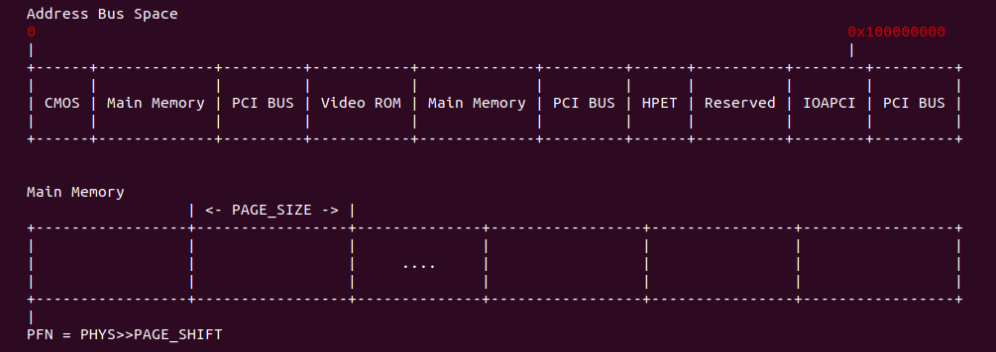 Address Bus Space
0 0x100000000
CMOS Main Memory PCI BUS Video ROM Main Memory PCI BUS HPET Reserved IOAPCI PCI BUS
Main Memory
<- PAGE_SIZE ->
....
PFN = PHYS>>PAGE_SHIFT